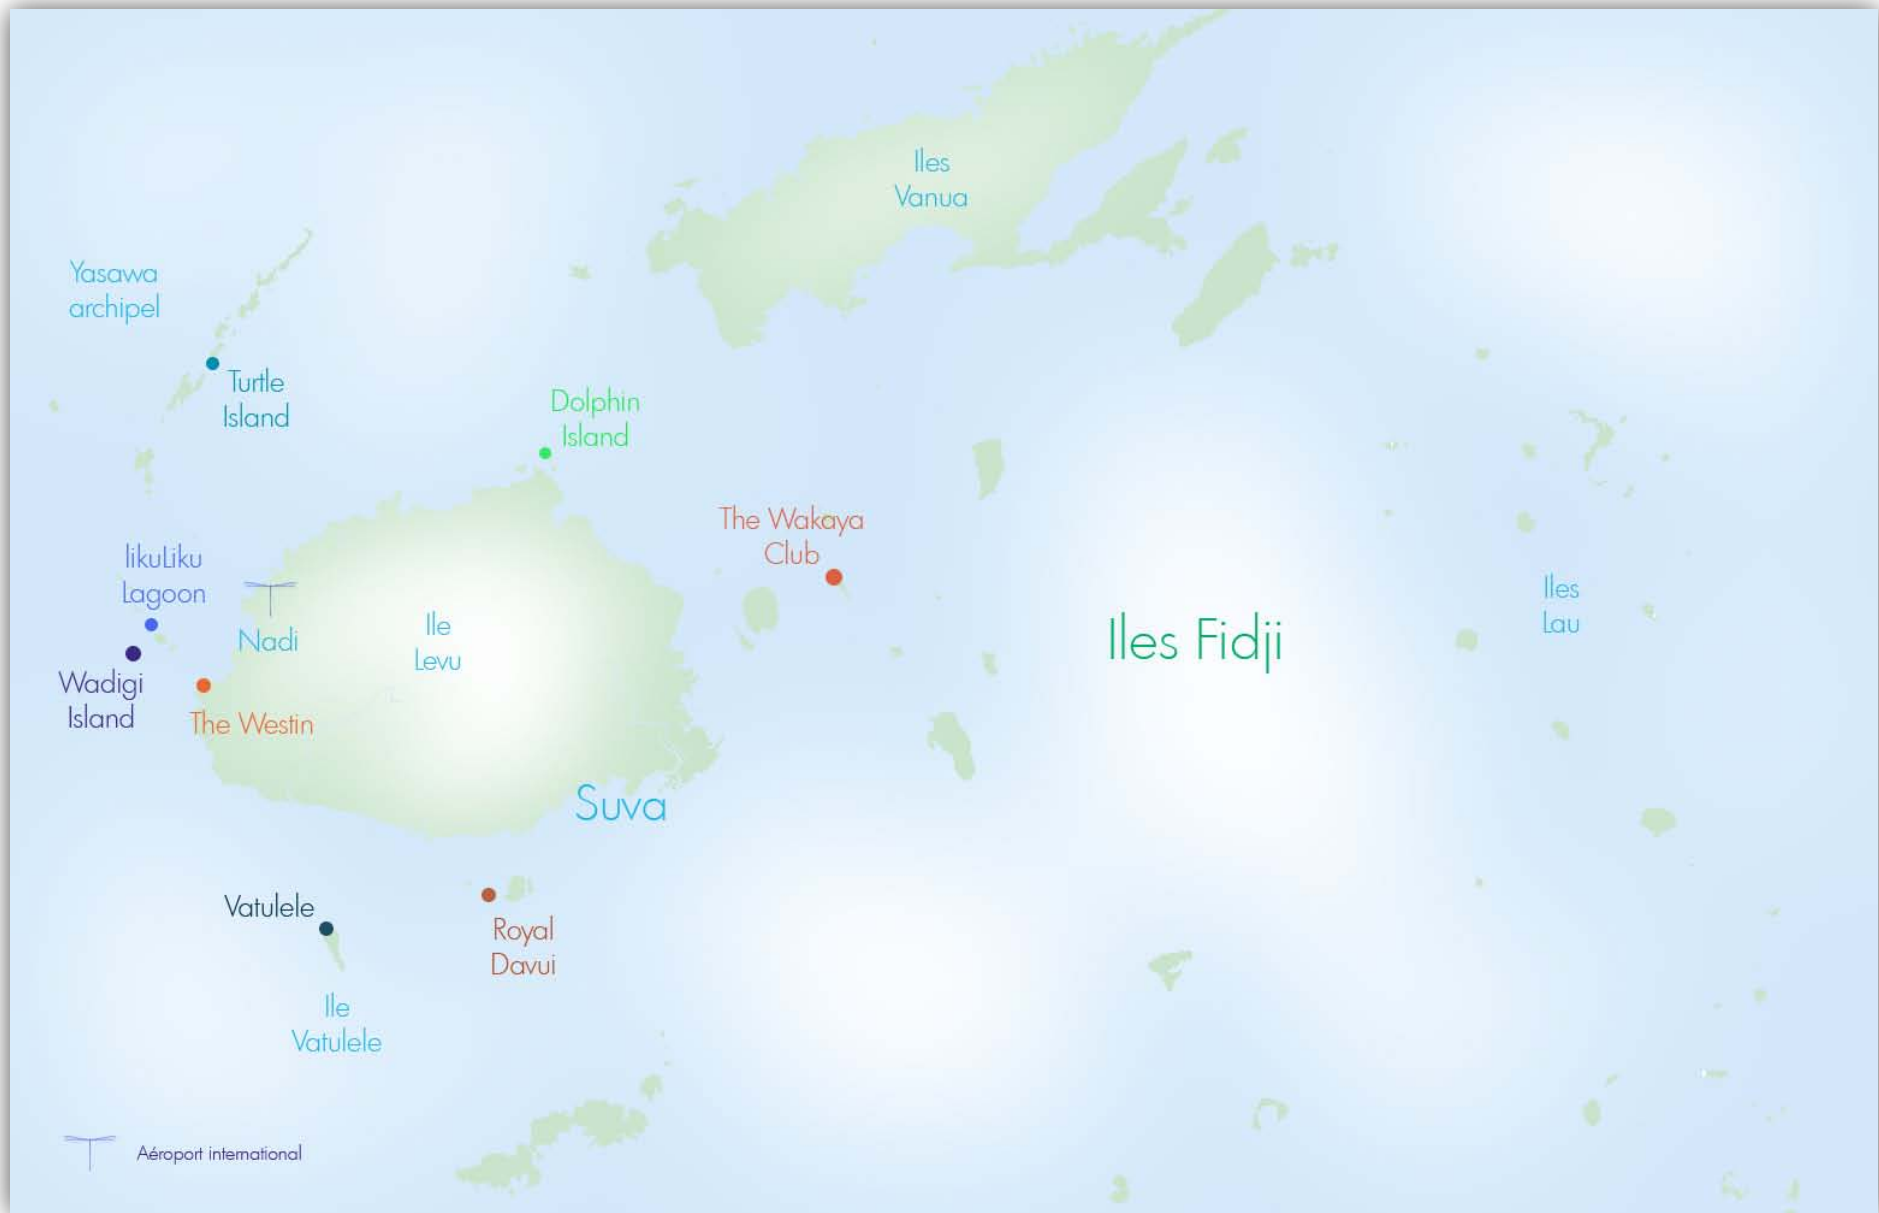 Iles
Vanua
Yasawa
archipel
Turtle
Island
Dolphin
Island
The Wakaya
Club
likuLiku
Lagoon
Nadi
Ile
Levu
Iles Fidji
Iles
Lau
Wadigi
Island
The Westin
Suva
Vatulele
Royal
Davui
Ile
Vatulele
Aéroport international